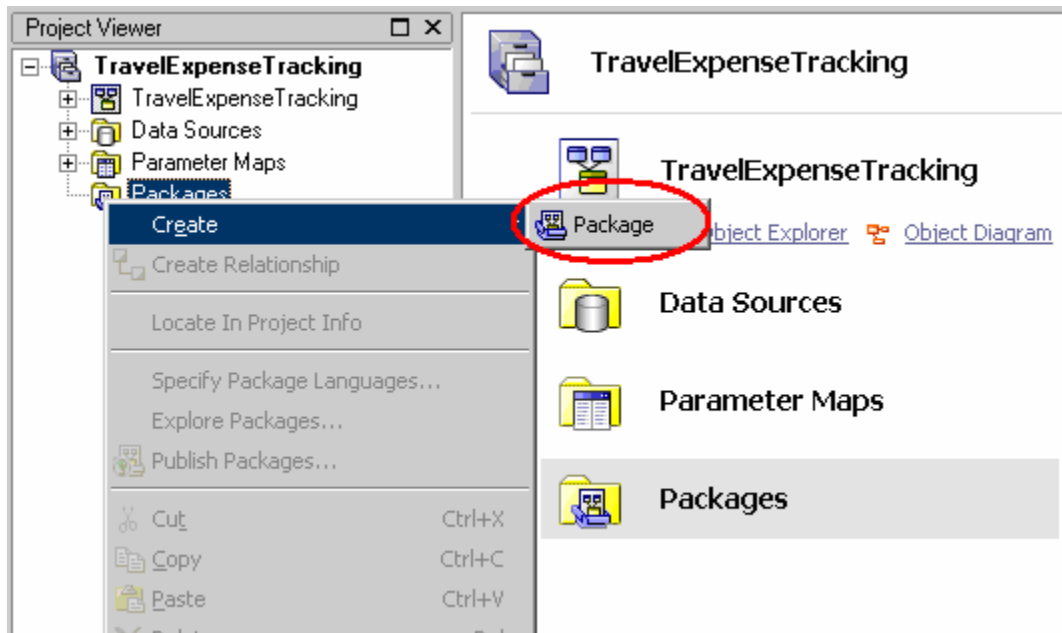 Project Viewer
TravelExpenseTracking
TravelExpenseTracking
Data Sources
Parameter Maps
Packages
Create
Create Relationship
Locate In Project Info
Specify Package Languages...
Explore Packages...
Publish Packages...
Cut Ctrl+X
Copy Ctrl+C
Paste Ctrl+V
Package
TravelExpenseTracking
TravelExpenseTracking
Object Explorer Object Diagram
Data Sources
Parameter Maps
Packages